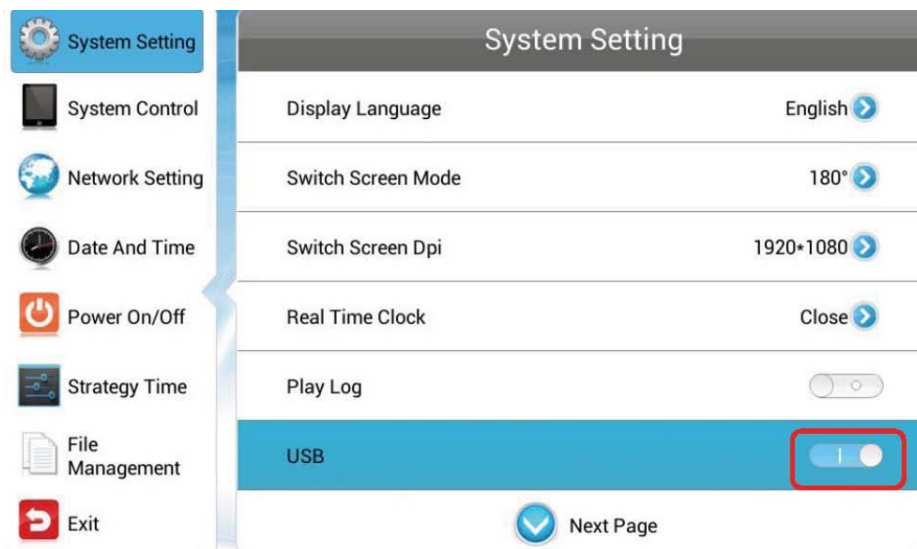 System Setting
System Control
Network Setting
Date And Time
Power On/Off
Strategy Time
File
Management
Exit
System Setting
Display Language English
Switch Screen Mode 180°
Switch Screen Dpi 1920*1080
Real Time Clock Close
Play Log
USB
Next Page